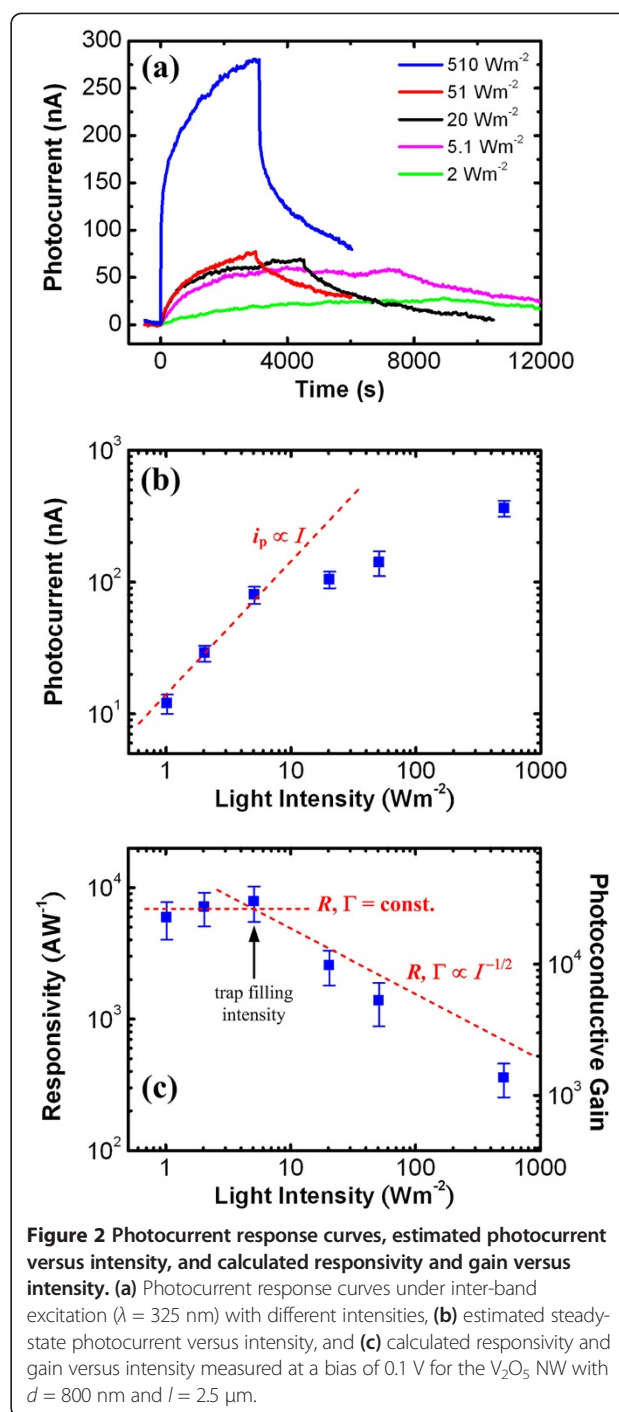 (a)
300
250
200
150
100
50
0
Photocurrent (nA)
510 Wm⁻²
51 Wm⁻²
20 Wm⁻²
5.1 Wm⁻²
2 Wm⁻²
0 4000 8000 12000
Time (s)
(b)
10³
10²
10¹
Photocurrent (nA)
iₚ ∝ I
1 10 100 1000
Light Intensity (Wm⁻²)
10⁴
10³
10²
Responsivity (AW⁻¹)
R, Γ = const.
trap filling
intensity
R, Γ ∝ I⁻¹/²
(c)
10⁴
10³
Photoconductive Gain
1 10 100 1000
Light Intensity (Wm⁻²)
Figure 2 Photocurrent response curves, estimated photocurrent
versus intensity, and calculated responsivity and gain versus
intensity. (a) Photocurrent response curves under inter-band
excitation (λ = 325 nm) with different intensities, (b) estimated steady-
state photocurrent versus intensity, and (c) calculated responsivity and
gain versus intensity measured at a bias of 0.1 V for the V₂O₅ NW with
d = 800 nm and l = 2.5 μm.